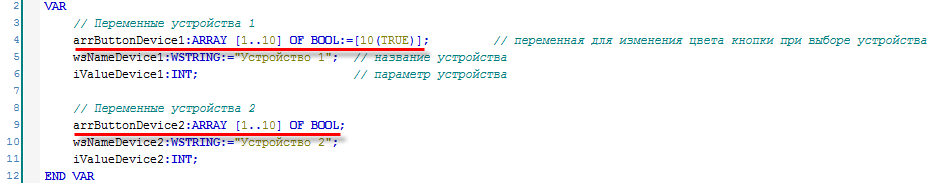 2 VAR
3 // Переменные устройства 1
4 arrButtonDevice1:ARRAY [1..10] OF BOOL:=[10(TRUE)]; // переменная для изменения цвета кнопки при выборе устройства
5 wsNameDevice1:WSTRING:="Устройство 1"; // название устройства
6 iValueDevice1:INT; // параметр устройства
7
8 // Переменные устройства 2
9 arrButtonDevice2:ARRAY [1..10] OF BOOL;
10 wsNameDevice2:WSTRING:="Устройство 2";
11 iValueDevice2:INT;
12 END_VAR